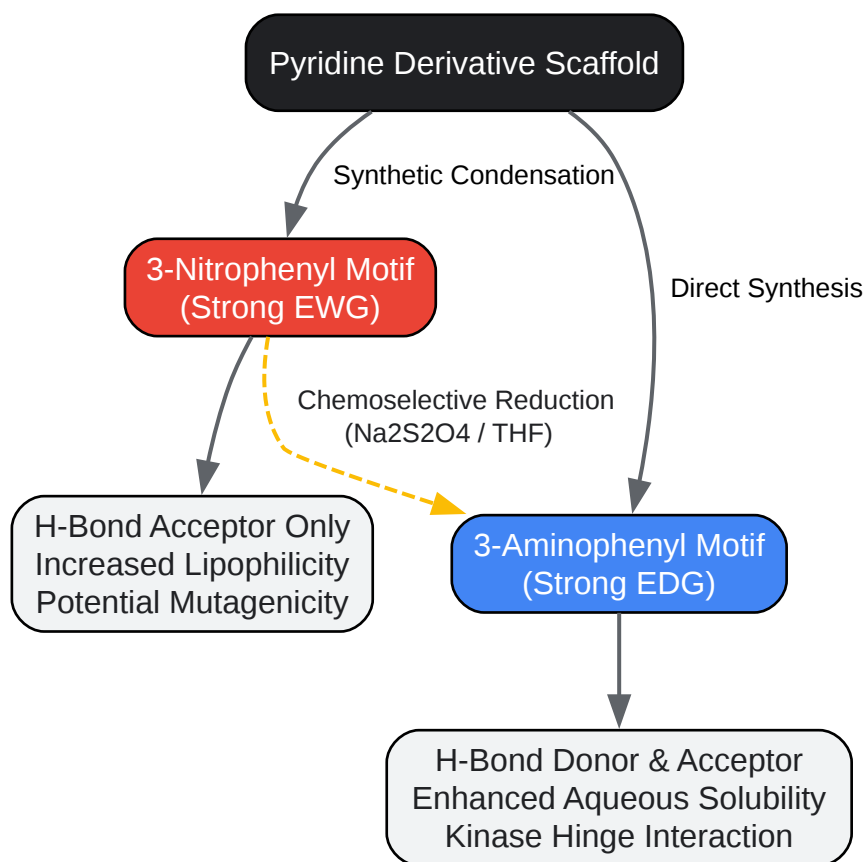 Pyridine Derivative Scaffold
Synthetic Condensation
3-Nitrophenyl Motif
(Strong EWG)
Direct Synthesis
Chemoselective Reduction
(Na2S2O4 / THF)
H-Bond Acceptor Only
Increased Lipophilicity
Potential Mutagenicity
3-Aminophenyl Motif
(Strong EDG)
H-Bond Donor & Acceptor
Enhanced Aqueous Solubility
Kinase Hinge Interaction